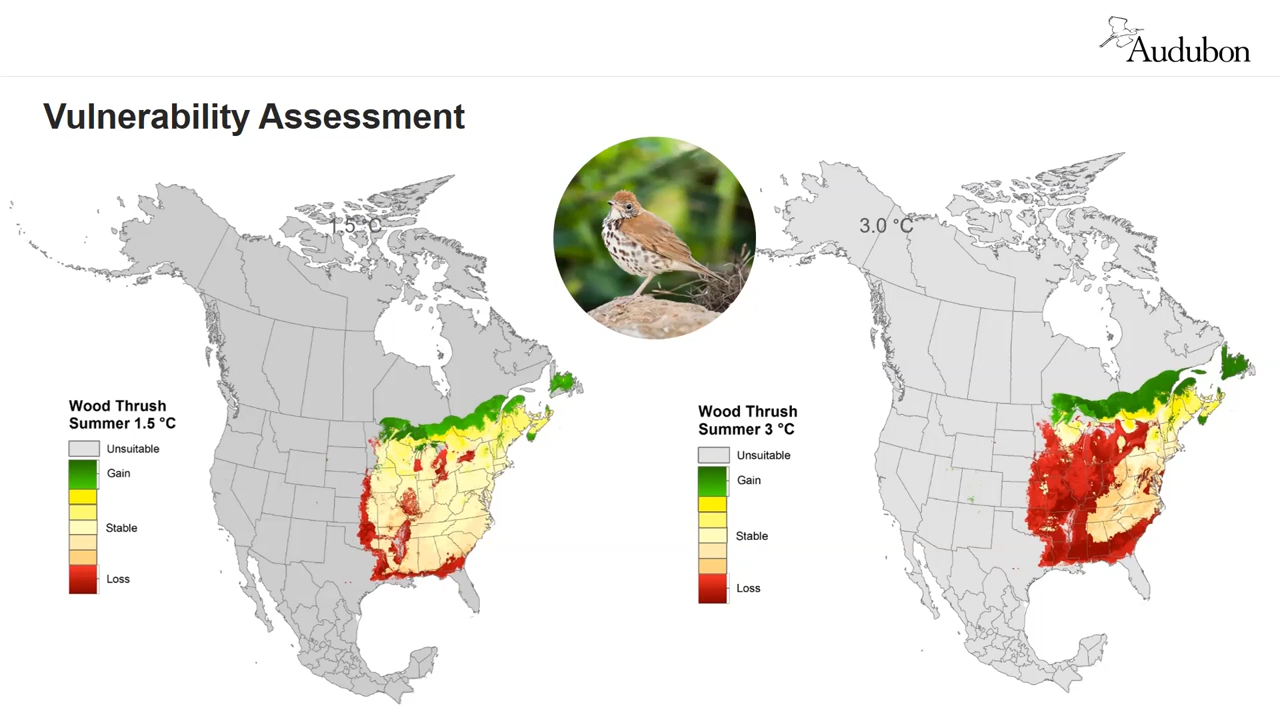 Audubon
Vulnerability Assessment
1.5 °C
3.0 °C
Wood Thrush
Summer 1.5 °C
Unsuitable
Gain
Stable
Loss
Wood Thrush
Summer 3 °C
Unsuitable
Gain
Stable
Loss